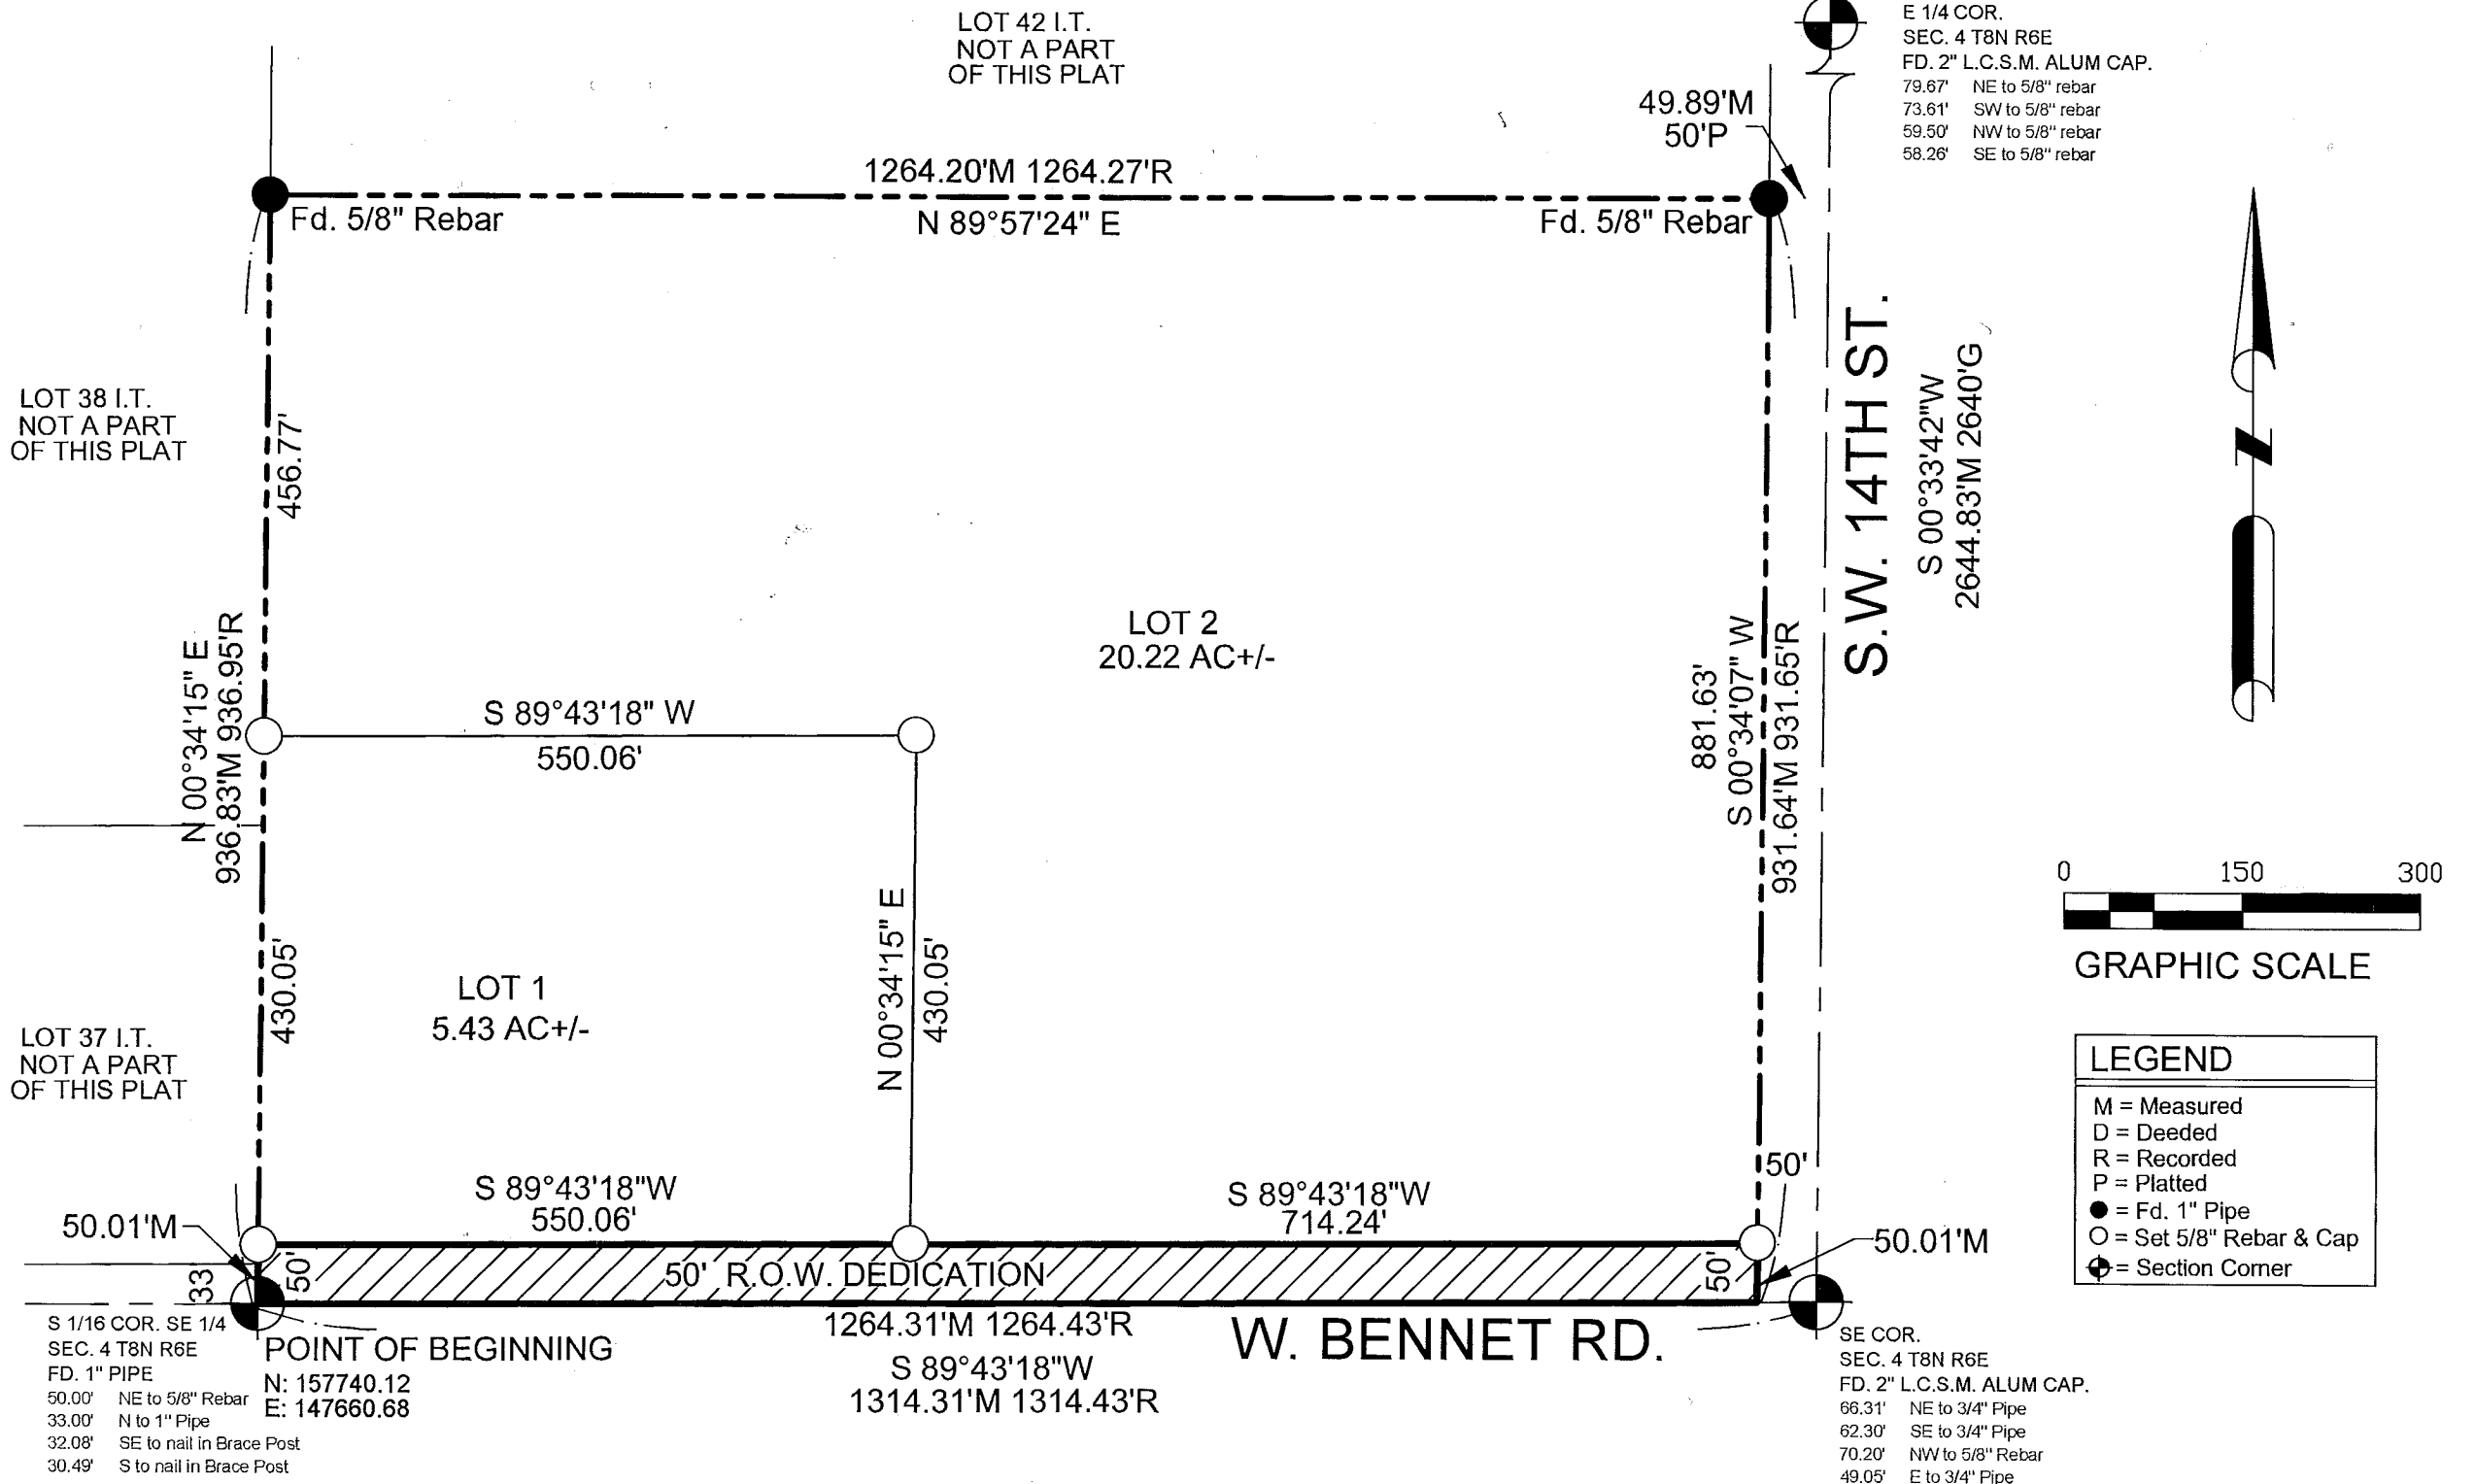 LOT 42 I.T.
NOT A PART
OF THIS PLAT
E 1/4 COR.
SEC. 4 T8N R6E
FD. 2" L.C.S.M. ALUM CAP.
79.67' NE to 5/8" rebar
73.61' SW to 5/8" rebar
59.50' NW to 5/8" rebar
58.26' SE to 5/8" rebar
49.89'M
50'P
1264.20'M 1264.27'R
N 89°57'24" E
Fd. 5/8" Rebar
Fd. 5/8" Rebar
LOT 38 I.T.
NOT A PART
OF THIS PLAT
456.77'
S.W. 14TH ST.
S 00°33'42"W
2644.83'M 2640'G
N
LOT 2
20.22 AC+/-
N 00°34'15" E
936.83'M 936.95'R
S 89°43'18" W
550.06'
881.63'
S 00°34'07" W
931.64'M 931.65'R
0 150 300
GRAPHIC SCALE
430.05'
LOT 1
5.43 AC+/-
N 00°34'15" E
430.05'
LOT 37 I.T.
NOT A PART
OF THIS PLAT
LEGEND
M = Measured
D = Deeded
R = Recorded
P = Platted
= Fd. 1" Pipe
= Set 5/8" Rebar & Cap
= Section Corner
S 89°43'18"W
550.06'
S 89°43'18"W
714.24'
50'
50.01'M
50.01'M
33
50'
50' R.O.W. DEDICATION
50'
1264.31'M 1264.43'R
W. BENNET RD.
S 89°43'18"W
1314.31'M 1314.43'R
S 1/16 COR. SE 1/4
SEC. 4 T8N R6E
FD. 1" PIPE
50.00' NE to 5/8" Rebar
33.00' N to 1" Pipe
32.08' SE to nail in Brace Post
30.49' S to nail in Brace Post
POINT OF BEGINNING
N: 157740.12
E: 147660.68
SE COR.
SEC. 4 T8N R6E
FD. 2" L.C.S.M. ALUM CAP.
66.31' NE to 3/4" Pipe
62.30' SE to 3/4" Pipe
70.20' NW to 5/8" Rebar
49.05' E to 3/4" Pipe